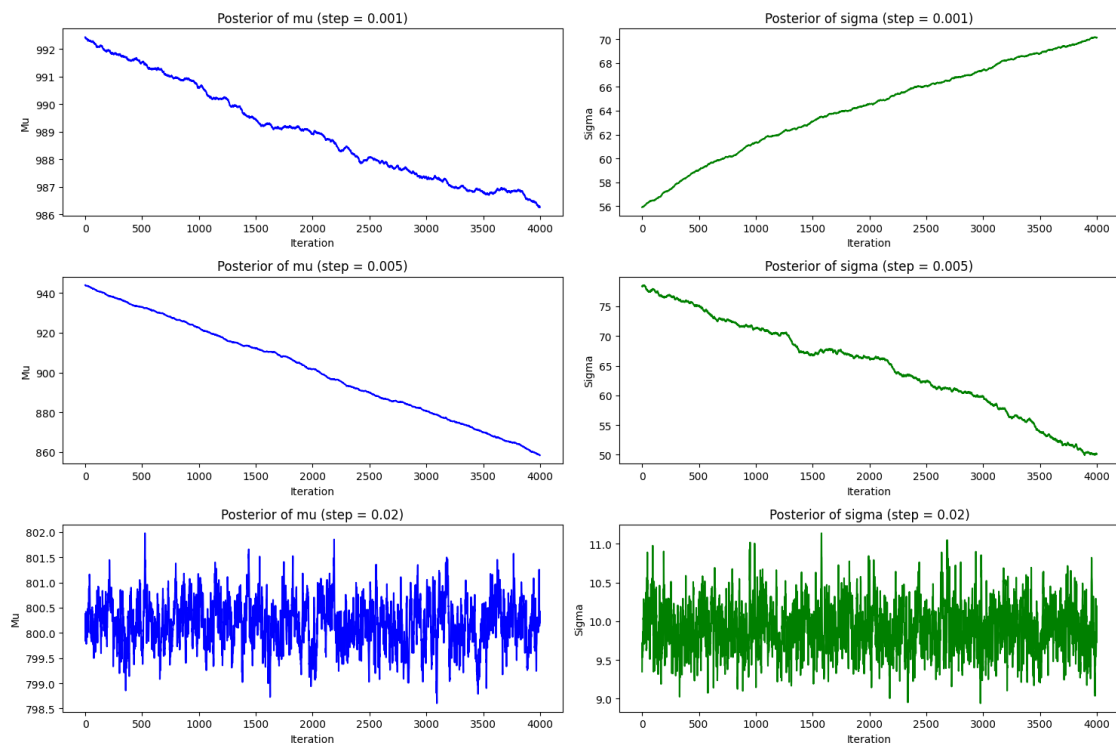 Posterior of mu (step = 0.001)
Mu
992
991
990
989
988
987
986
0 500 1000 1500 2000 2500 3000 3500 4000
Iteration
Posterior of sigma (step = 0.001)
Sigma
70
68
66
64
62
60
58
56
0 500 1000 1500 2000 2500 3000 3500 4000
Iteration
Posterior of mu (step = 0.005)
Mu
940
920
900
880
860
0 500 1000 1500 2000 2500 3000 3500 4000
Iteration
Posterior of sigma (step = 0.005)
Sigma
75
70
65
60
55
50
0 500 1000 1500 2000 2500 3000 3500 4000
Iteration
Posterior of mu (step = 0.02)
Mu
802.0
801.5
801.0
800.5
800.0
799.5
799.0
798.5
0 500 1000 1500 2000 2500 3000 3500 4000
Iteration
Posterior of sigma (step = 0.02)
Sigma
11.0
10.5
10.0
9.5
9.0
0 500 1000 1500 2000 2500 3000 3500 4000
Iteration